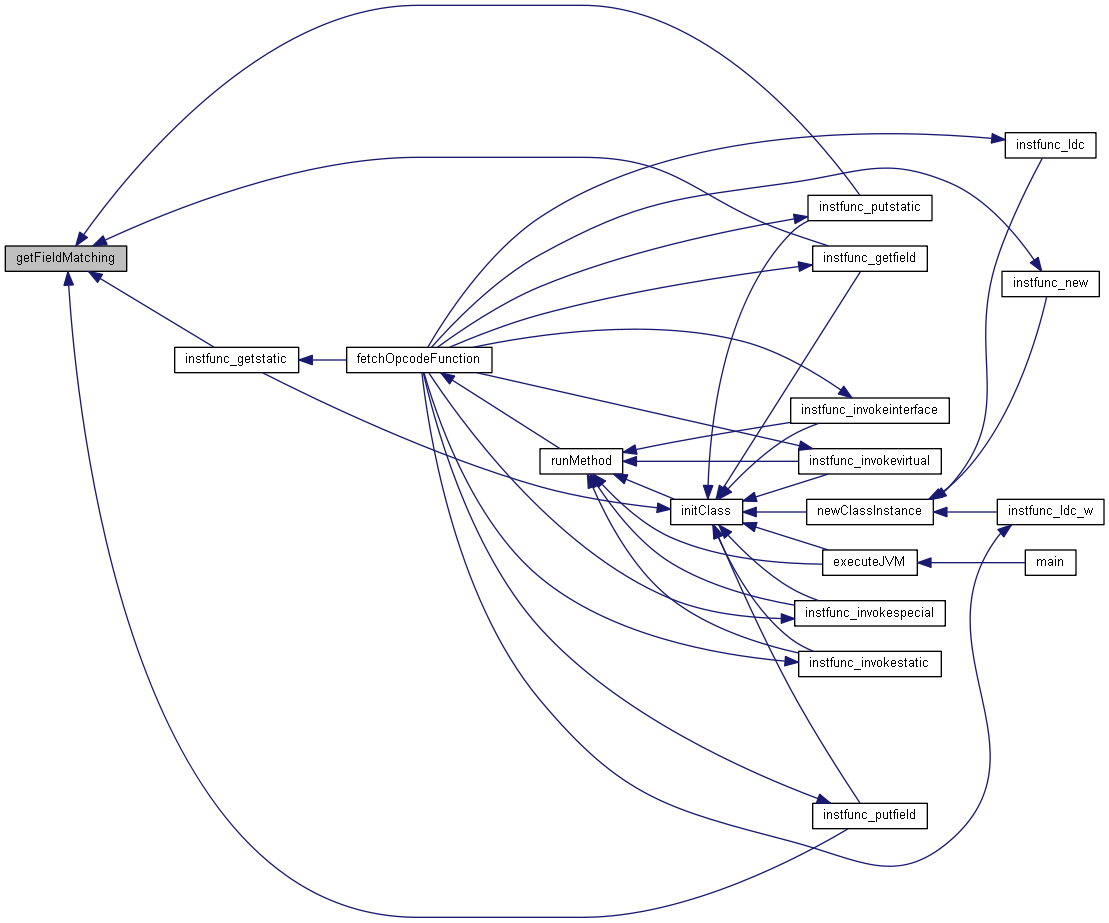 instfunc_ldc
instfunc_putstatic
getFieldMatching
instfunc_getfield
instfunc_new
instfunc_getstatic
fetchOpcodeFunction
instfunc_invokeinterface
runMethod
instfunc_invokevirtual
initClass
newClassInstance
instfunc_ldc_w
executeJVM
main
instfunc_invokespecial
instfunc_invokestatic
instfunc_putfield